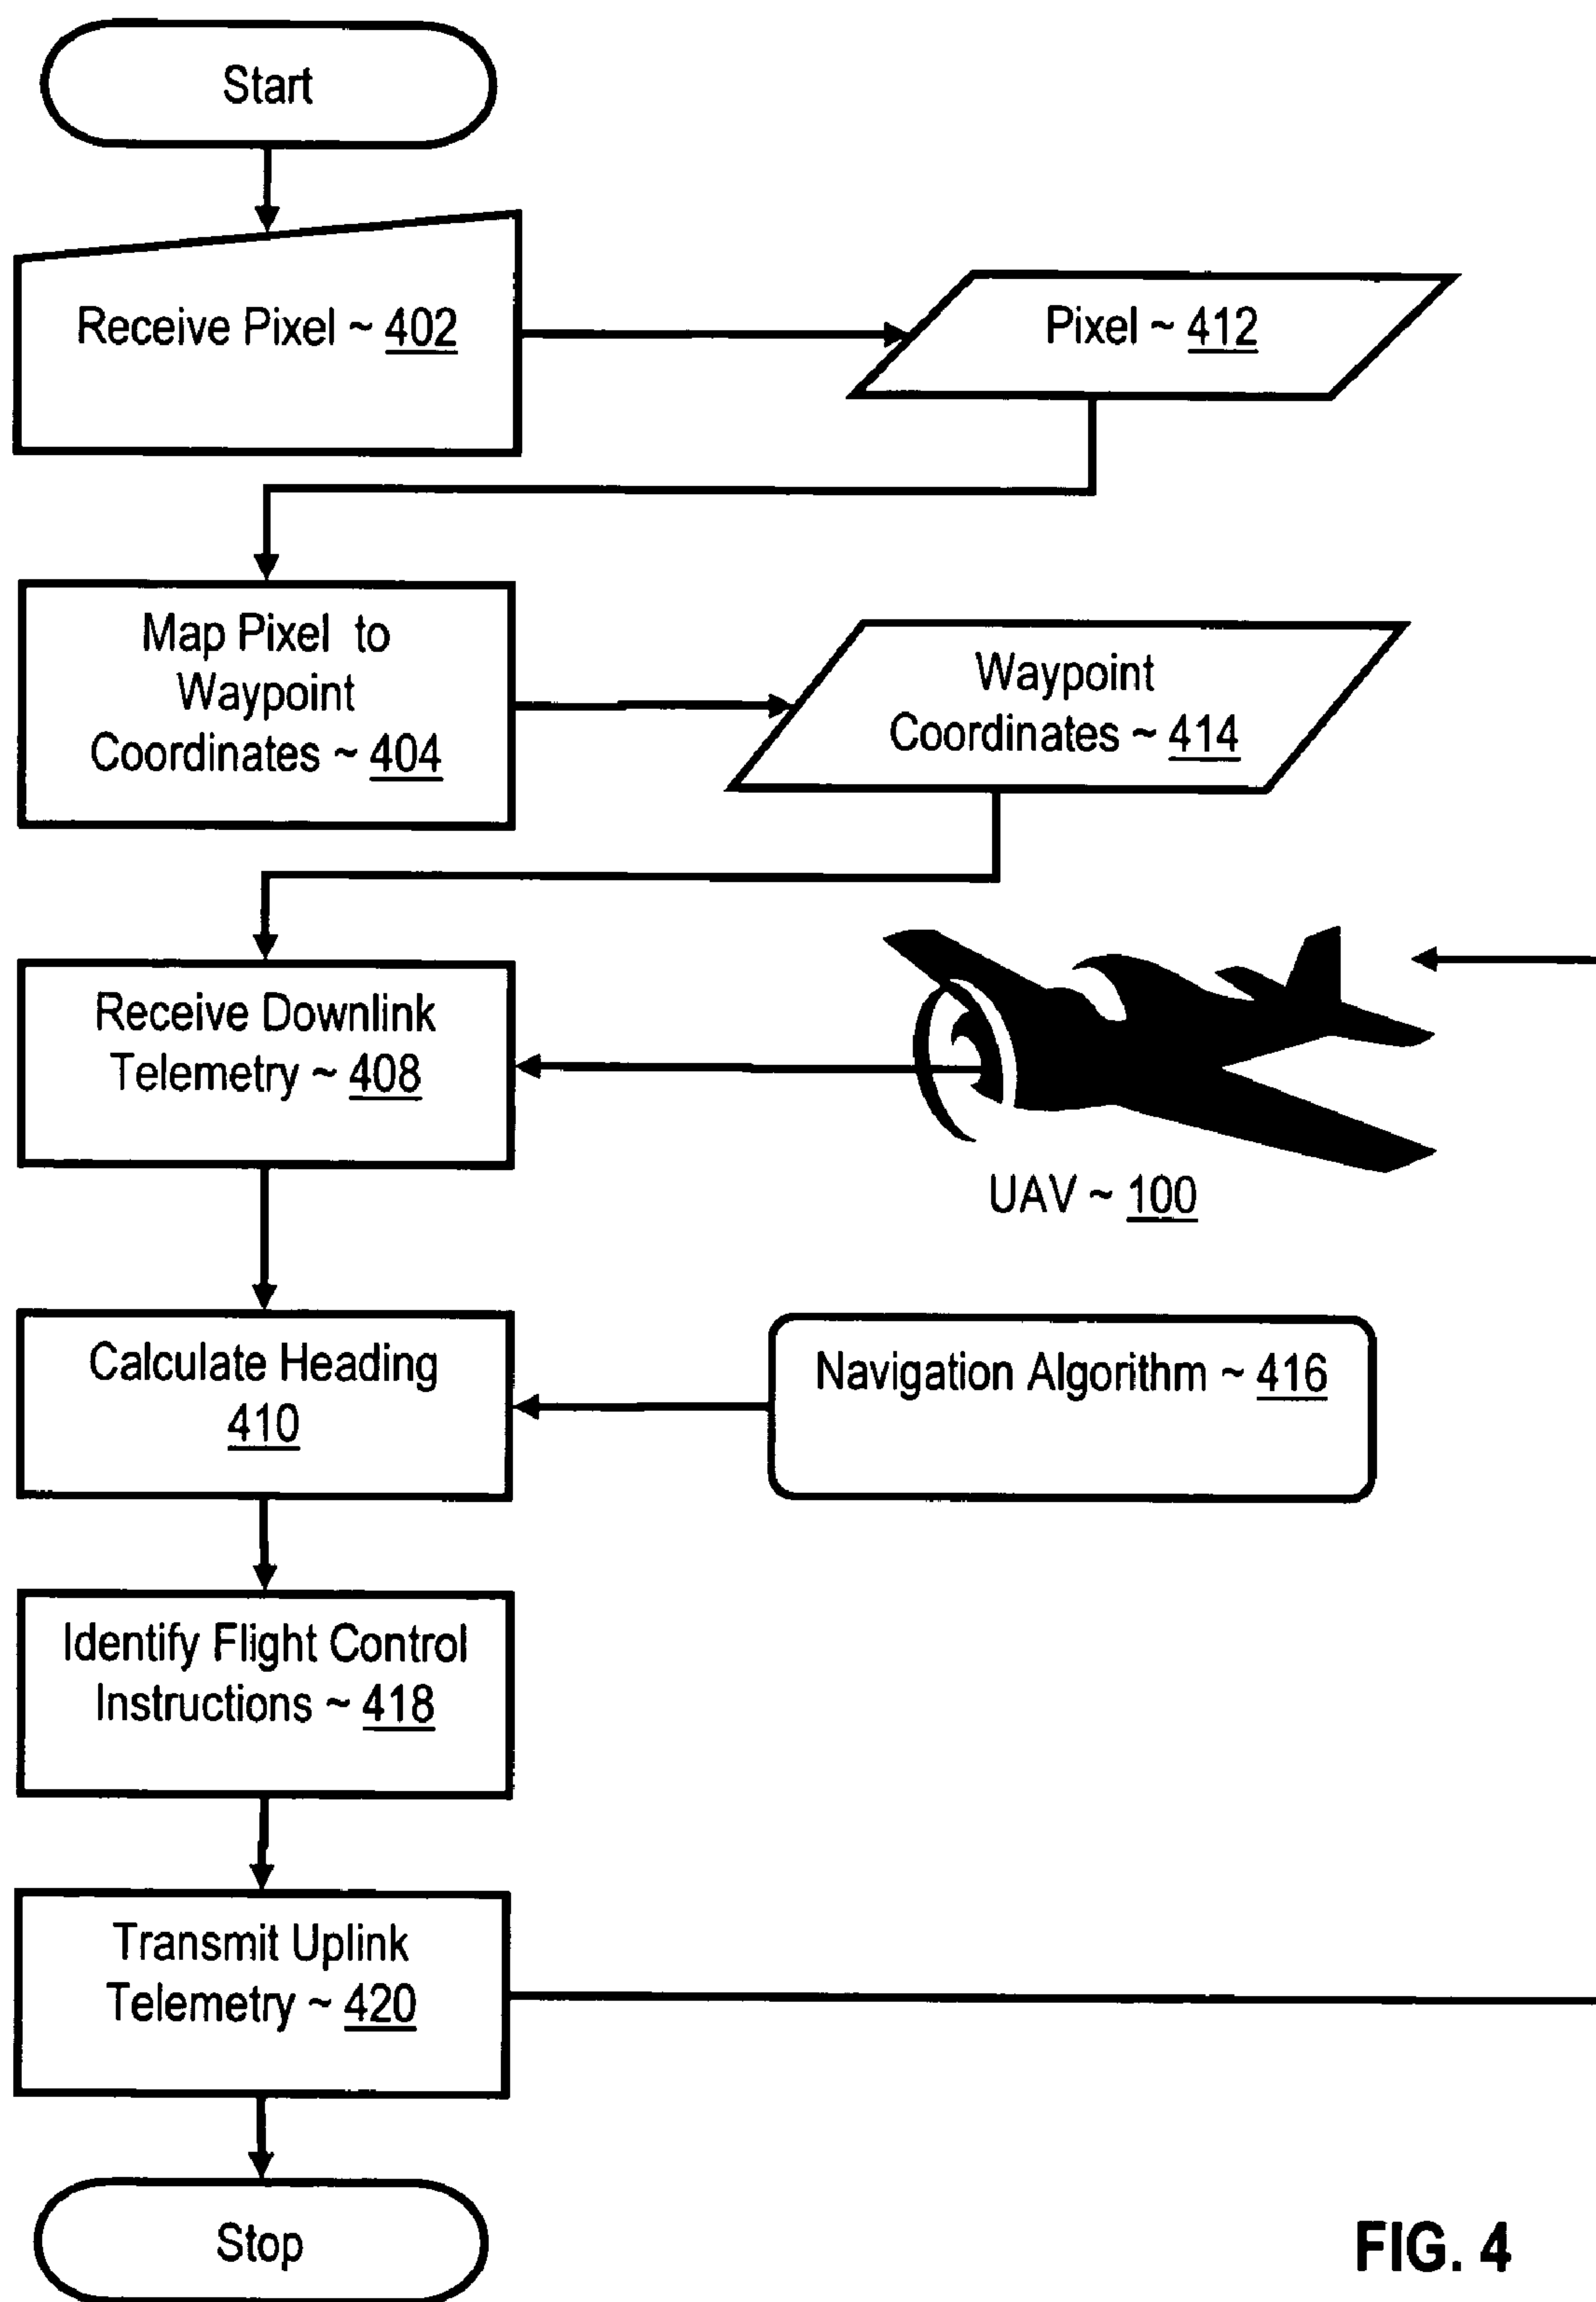 Start
Receive Pixel ~ 402
Pixel ~ 412
Map Pixel to
Waypoint
Coordinates ~ 404
Waypoint
Coordinates ~ 414
Receive Downlink
Telemetry ~ 408
UAV ~ 100
Calculate Heading
410
Navigation Algorithm ~ 416
Identify Flight Control
Instructions ~ 418
Transmit Uplink
Telemetry ~ 420
Stop
FIG. 4